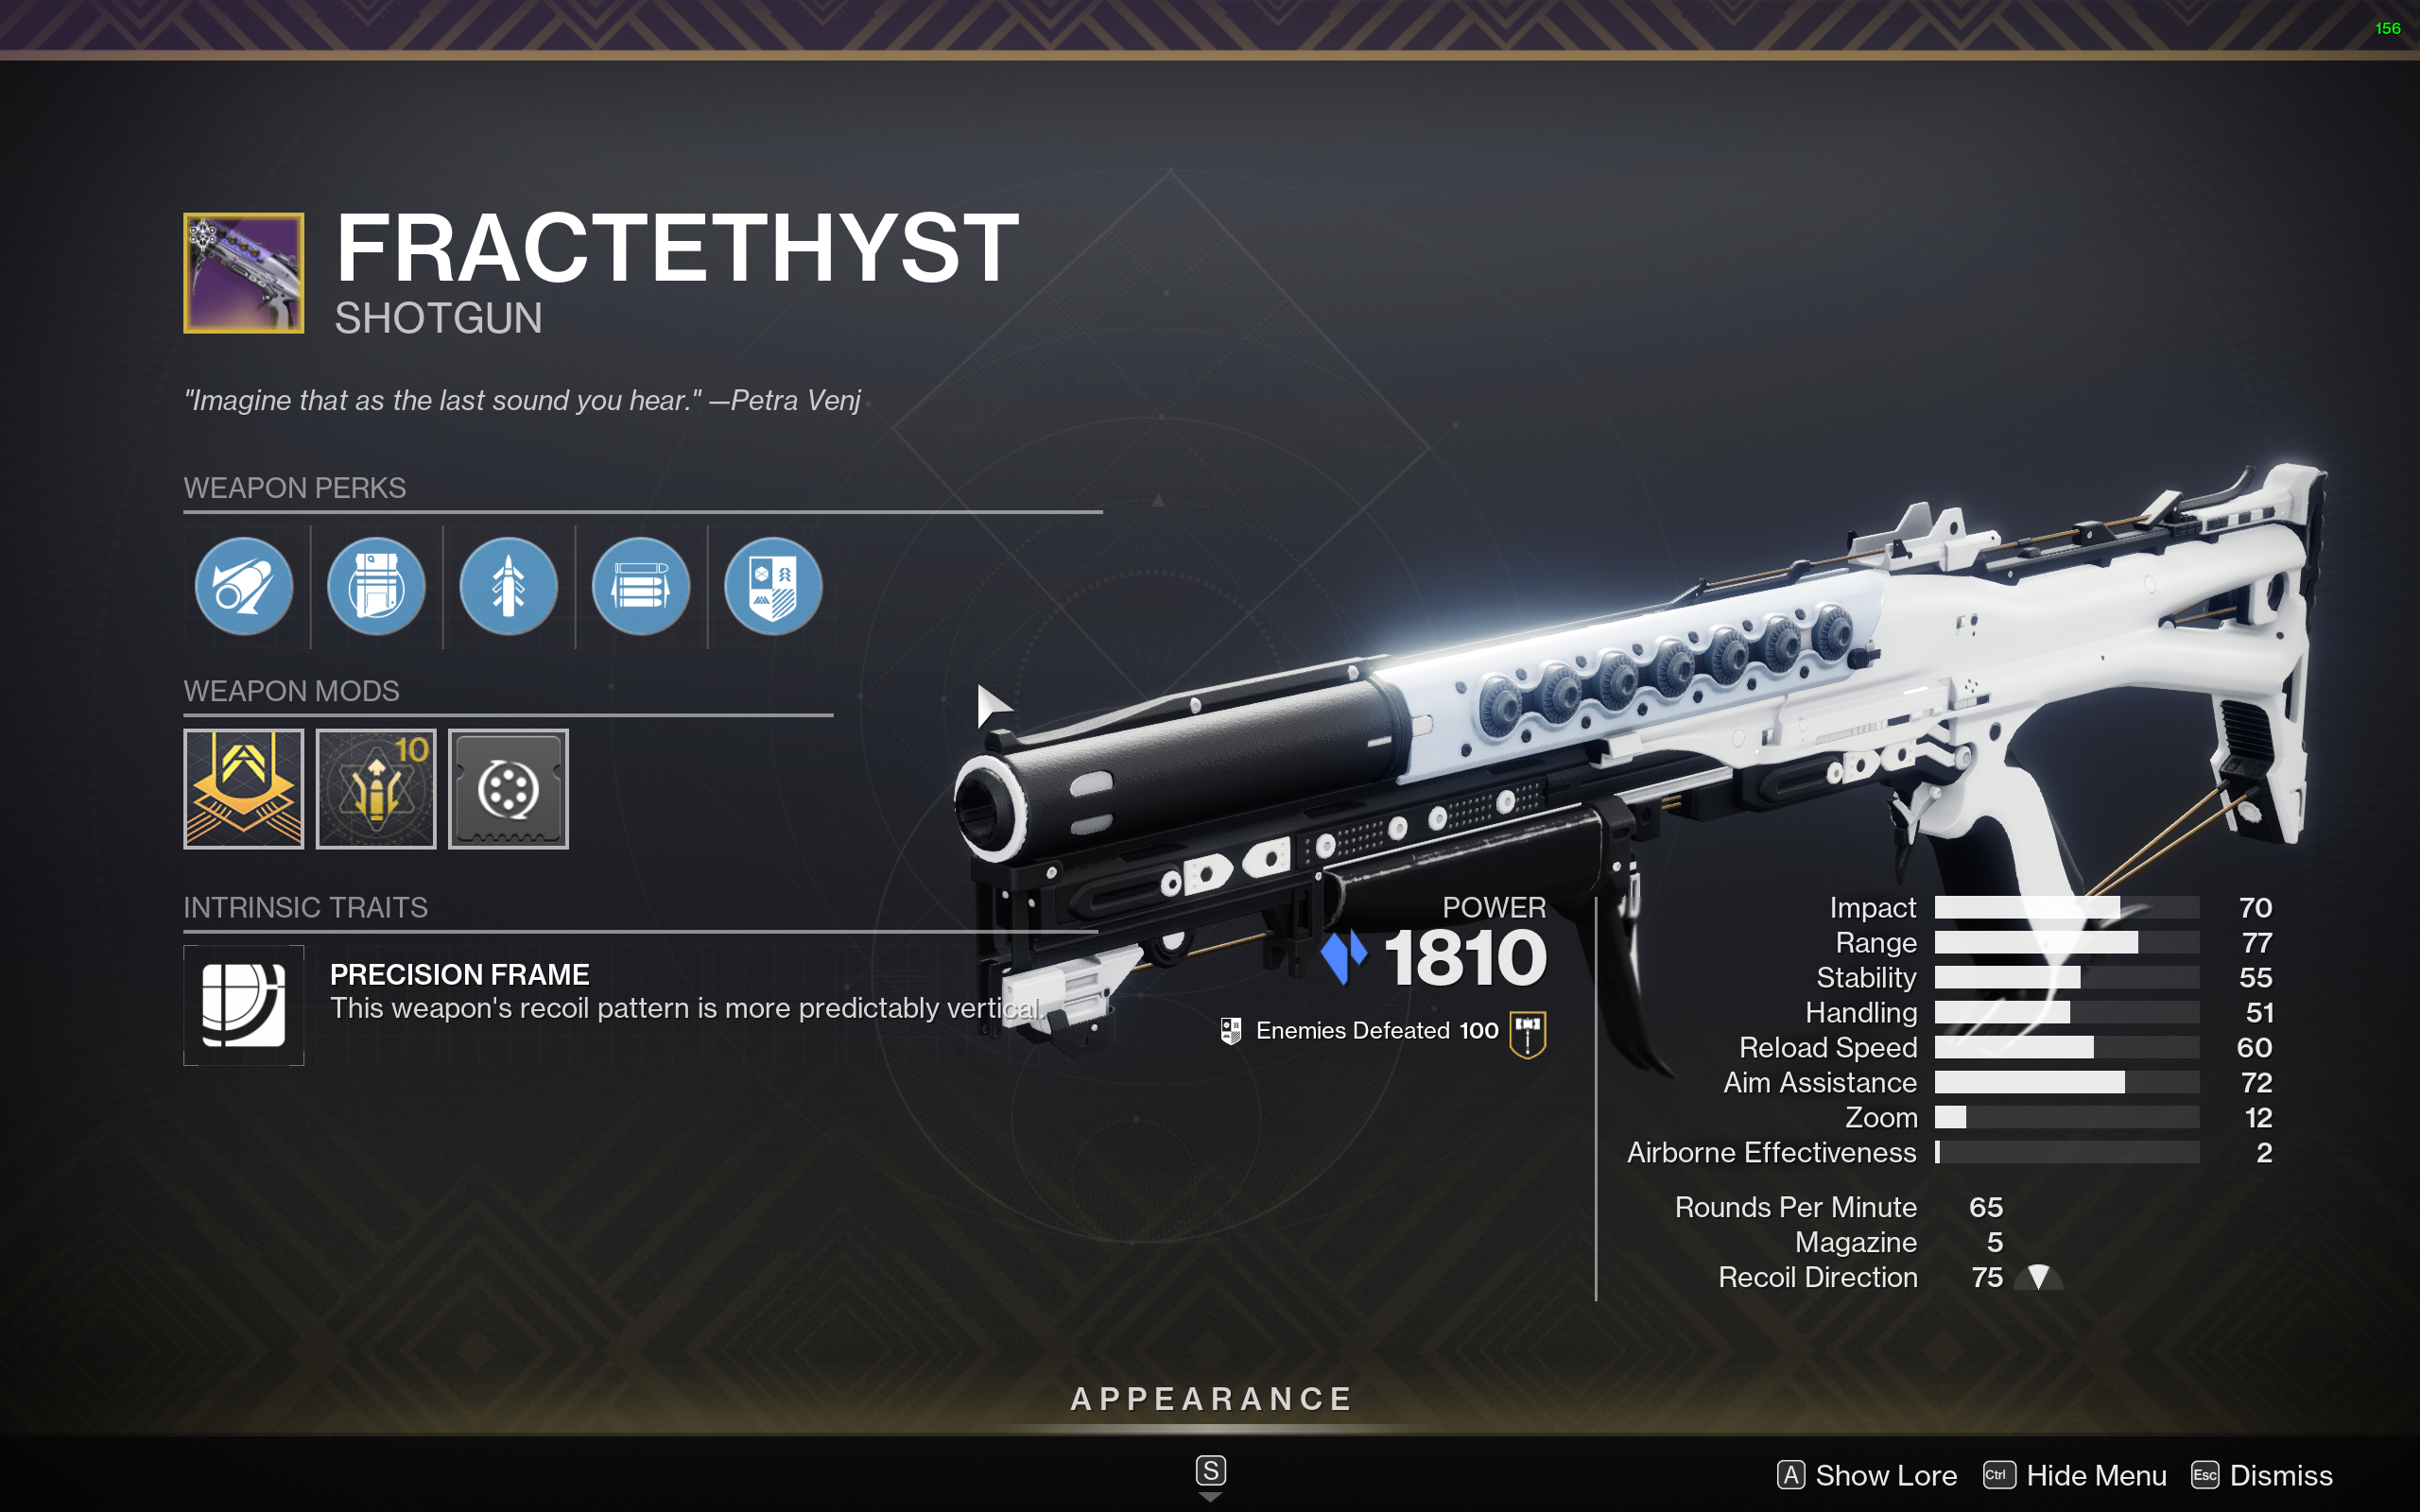 156
FRACTETHYST
SHOTGUN
"Imagine that as the last sound you hear." —Petra Venj
WEAPON PERKS
WEAPON MODS
10
INTRINSIC TRAITS
PRECISION FRAME
This weapon's recoil pattern is more predictably vertical.
POWER
1810
Enemies Defeated 100
Impact 70
Range 77
Stability 55
Handling 51
Reload Speed 60
Aim Assistance 72
Zoom 12
Airborne Effectiveness 2
Rounds Per Minute 65
Magazine 5
Recoil Direction 75
APPEARANCE
S
A Show Lore Ctrl Hide Menu Esc Dismiss